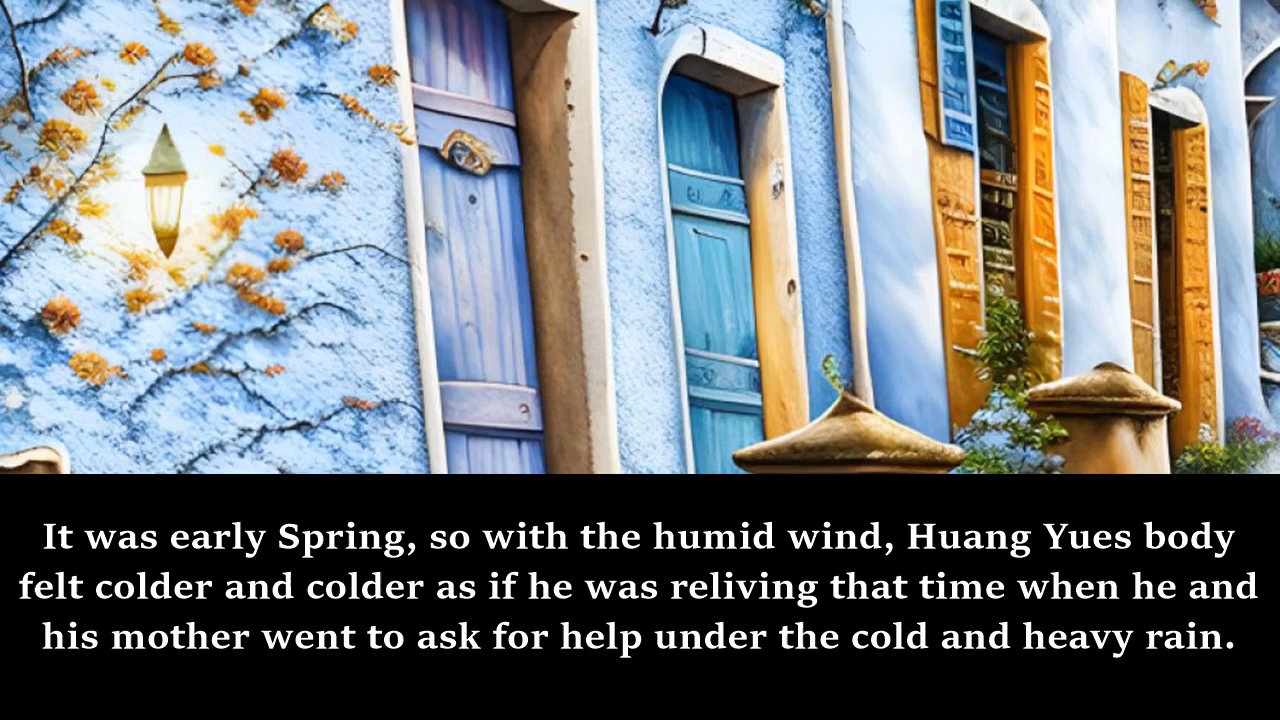 It was early Spring, so with the humid wind, Huang Yues body
felt colder and colder as if he was reliving that time when he and
his mother went to ask for help under the cold and heavy rain.